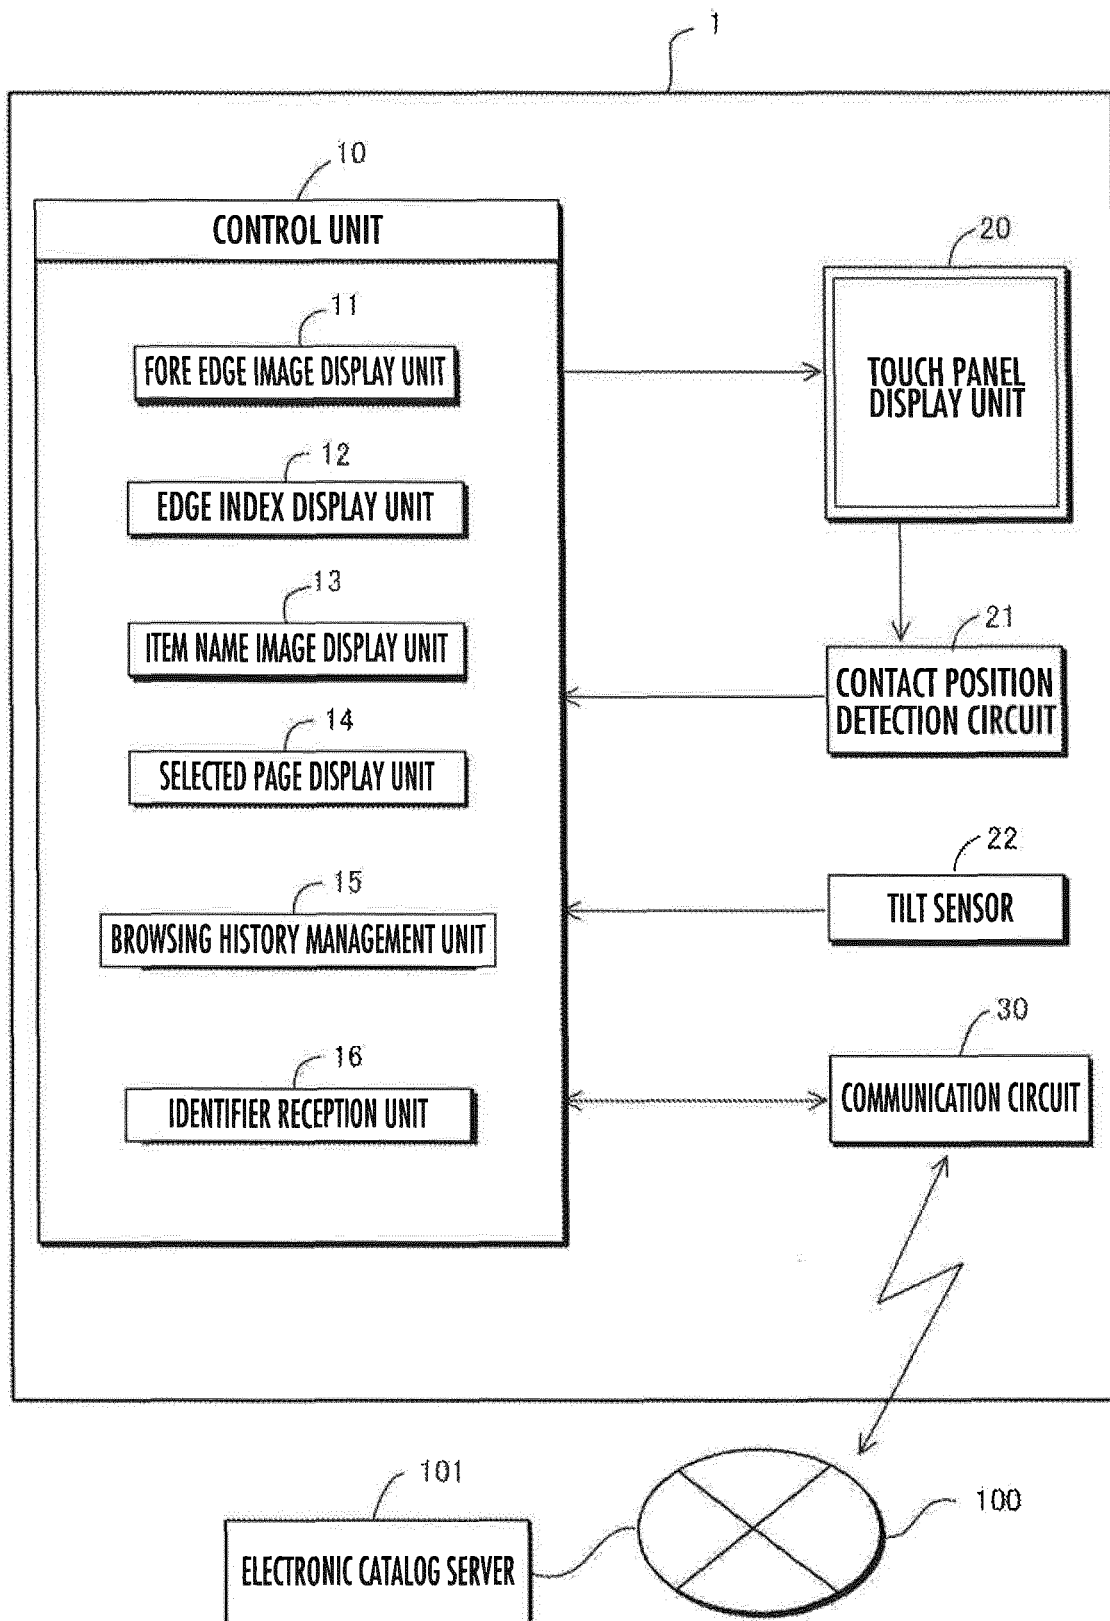 1
10
CONTROL UNIT
11
FORE EDGE IMAGE DISPLAY UNIT
12
EDGE INDEX DISPLAY UNIT
13
ITEM NAME IMAGE DISPLAY UNIT
14
SELECTED PAGE DISPLAY UNIT
15
BROWSING HISTORY MANAGEMENT UNIT
16
IDENTIFIER RECEPTION UNIT
20
TOUCH PANEL
DISPLAY UNIT
21
CONTACT POSITION
DETECTION CIRCUIT
22
TILT SENSOR
30
COMMUNICATION CIRCUIT
101
ELECTRONIC CATALOG SERVER
100